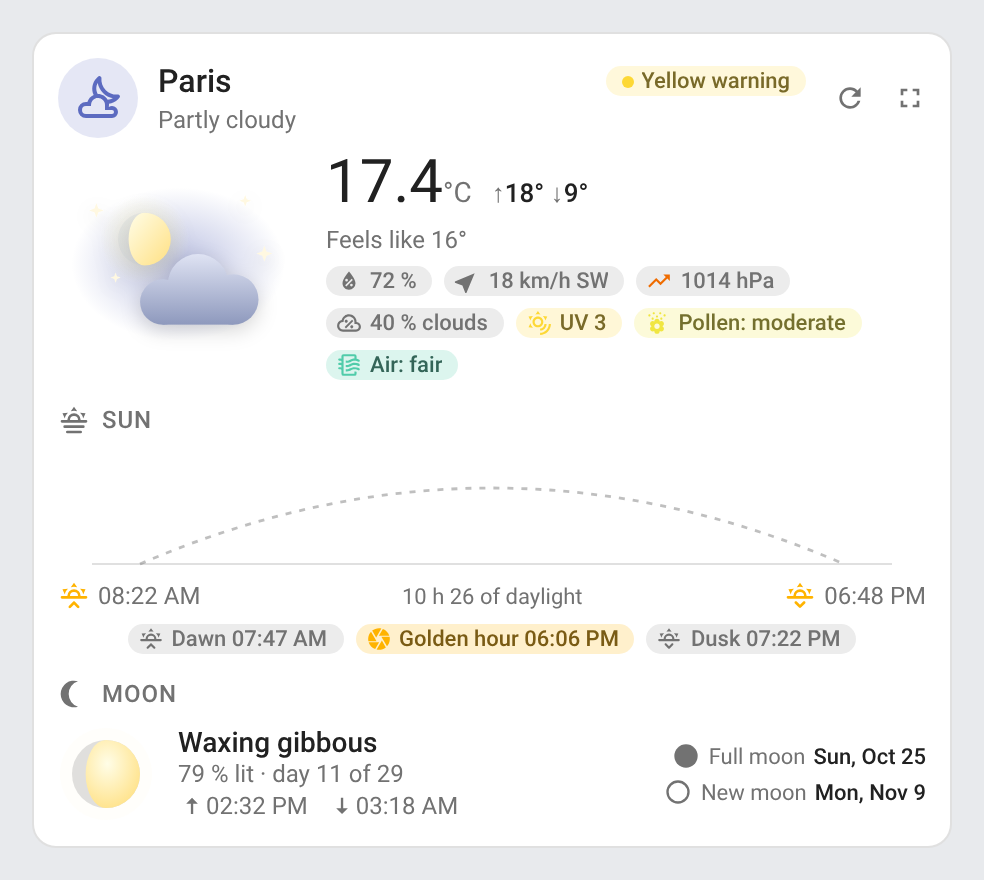 Paris
Yellow warning
Partly cloudy
17.4°C ↑18° ↓9°
Feels like 16°
72 % 18 km/h SW 1014 hPa
40 % clouds UV 3 Pollen: moderate
Air: fair
SUN
08:22 AM 10 h 26 of daylight 06:48 PM
Dawn 07:47 AM Golden hour 06:06 PM Dusk 07:22 PM
MOON
Waxing gibbous
79 % lit · day 11 of 29
↑ 02:32 PM ↓ 03:18 AM
Full moon Sun, Oct 25
New moon Mon, Nov 9